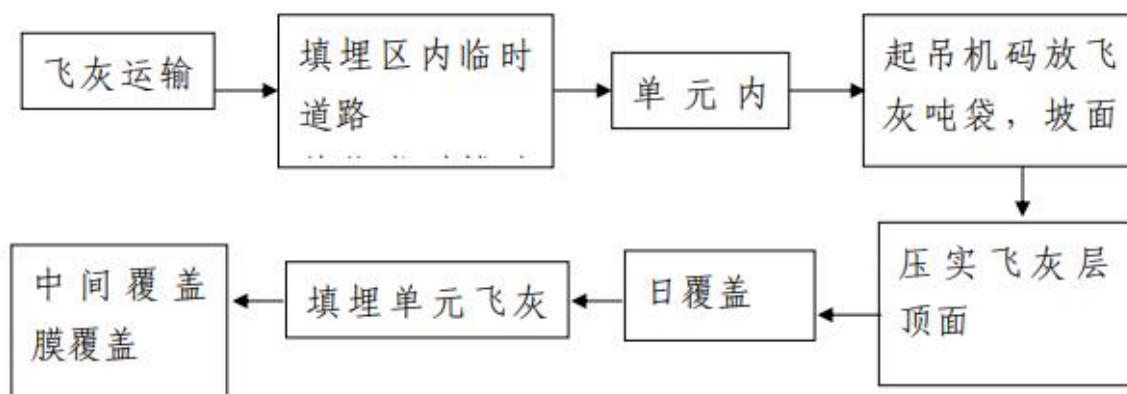 飞灰运输
填埋区内临时
道路
单元内
起吊机码放飞
灰吨袋，坡面
压实飞灰层
顶面
日覆盖
填埋单元飞灰
中间覆盖
膜覆盖